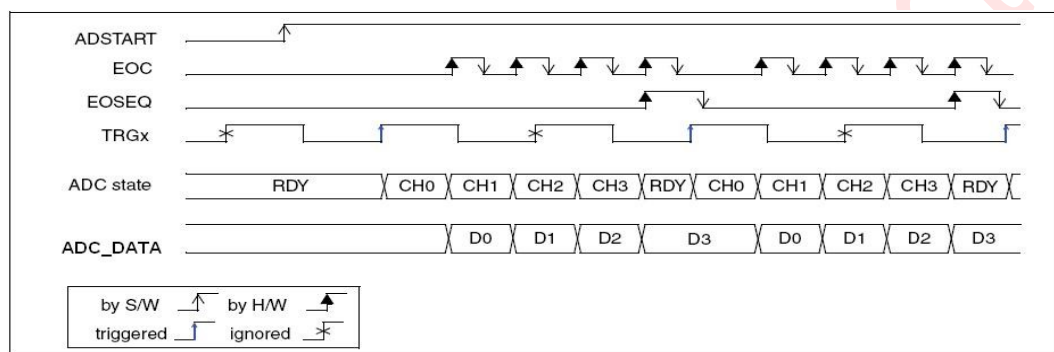 ADSTART
EOC
EOSEQ
TRGx
ADC state RDY CH0 CH1 CH2 CH3 RDY CH0 CH1 CH2 CH3 RDY
ADC_DATA D0 D1 D2 D3 D0 D1 D2 D3
by S/W by H/W
triggered ignored